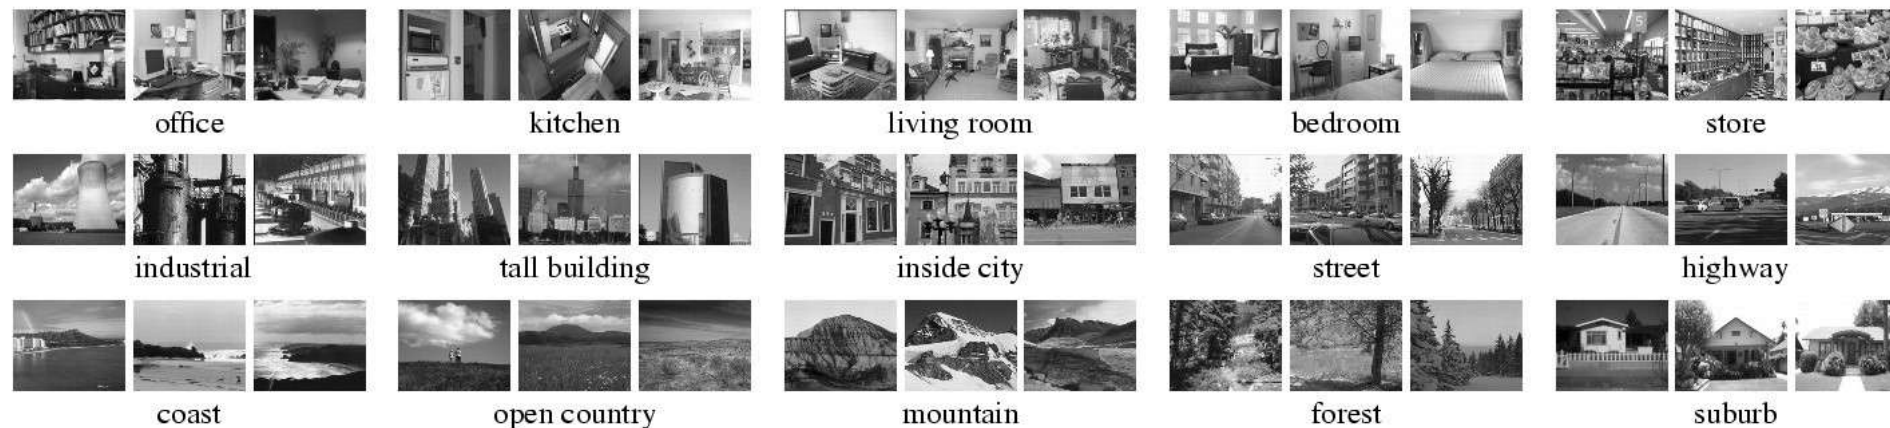 office kitchen living room bedroom store
industrial tall building inside city street highway
coast open country mountain forest suburb